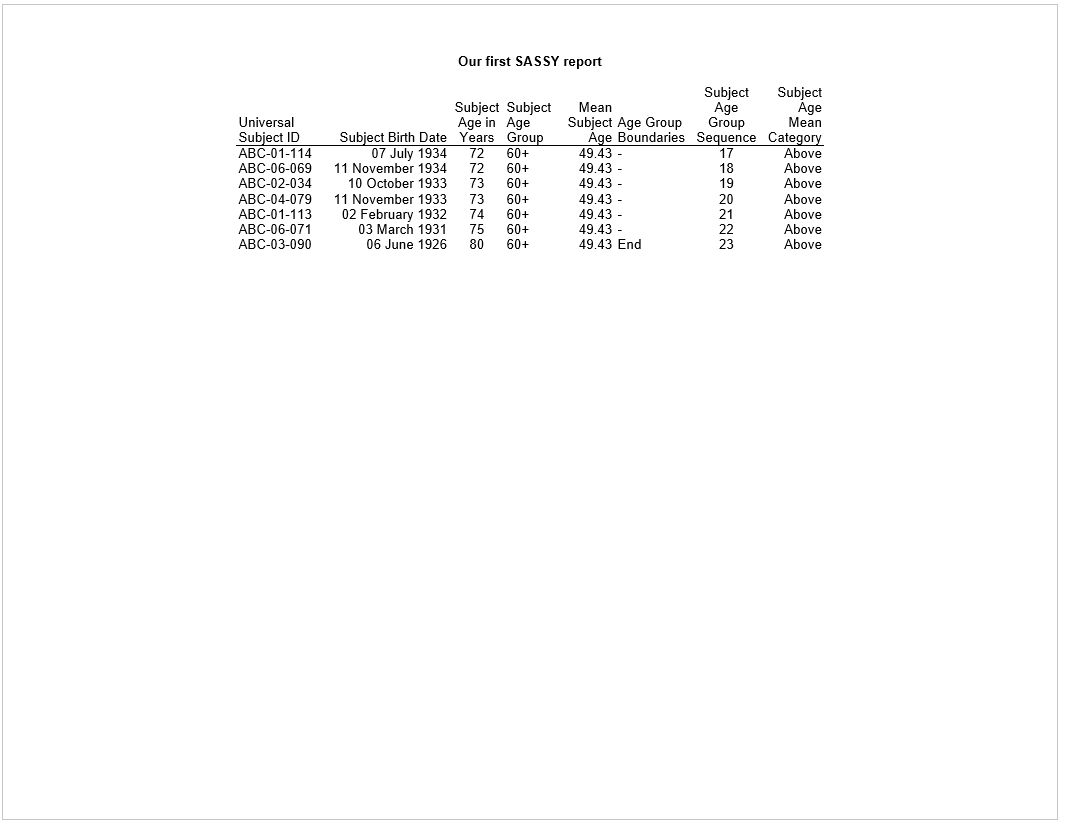 Our first SASSY report
Subject Subject
Subject Subject Mean Age Age
Universal Age in Age Subject Age Group Group Mean
Subject ID Subject Birth Date Years Group Age Boundaries Sequence Category
ABC-01-114 07 July 1934 72 60+ 49.43 - 17 Above
ABC-06-069 11 November 1934 72 60+ 49.43 - 18 Above
ABC-02-034 10 October 1933 73 60+ 49.43 - 19 Above
ABC-04-079 11 November 1933 73 60+ 49.43 - 20 Above
ABC-01-113 02 February 1932 74 60+ 49.43 - 21 Above
ABC-06-071 03 March 1931 75 60+ 49.43 - 22 Above
ABC-03-090 06 June 1926 80 60+ 49.43 End 23 Above